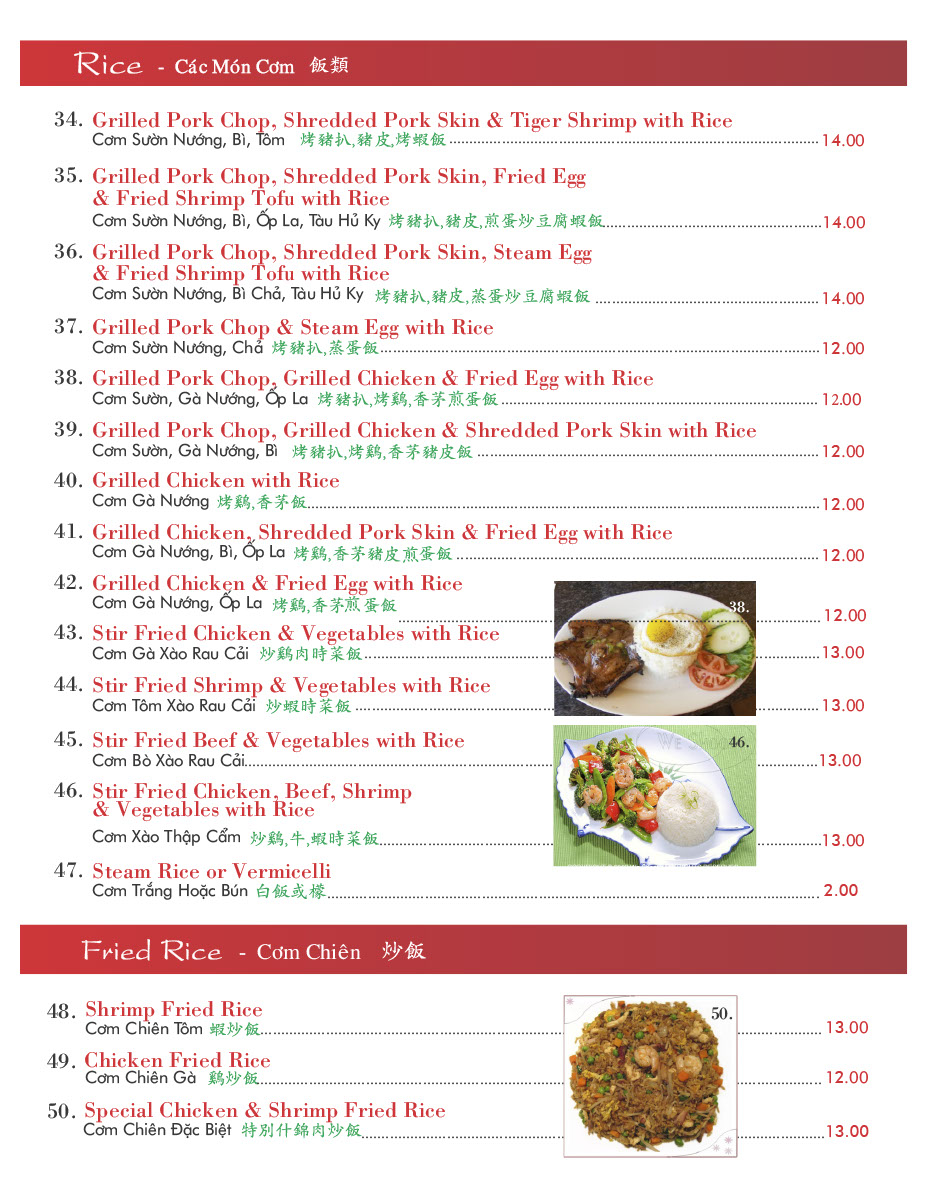 Rice - Các Món Cơm 飯類
34. Grilled Pork Chop, Shredded Pork Skin & Tiger Shrimp with Rice
Cơm Sườn Nướng, Bì, Tôm 烤豬扒,豬皮,烤蝦飯 14.00
35. Grilled Pork Chop, Shredded Pork Skin, Fried Egg
& Fried Shrimp Tofu with Rice
Cơm Sườn Nướng, Bì, Ốp La, Tàu Hủ Ky 烤豬扒,豬皮,煎蛋炒豆腐蝦飯 14.00
36. Grilled Pork Chop, Shredded Pork Skin, Steam Egg
& Fried Shrimp Tofu with Rice
Cơm Sườn Nướng, Bì Chả, Tàu Hủ Ky 烤豬扒,豬皮,蒸蛋炒豆腐蝦飯 14.00
37. Grilled Pork Chop & Steam Egg with Rice
Cơm Sườn Nướng, Chả 烤豬扒,蒸蛋飯 12.00
38. Grilled Pork Chop, Grilled Chicken & Fried Egg with Rice
Cơm Sườn, Gà Nướng, Ốp La 烤豬扒,烤鷄,香茅煎蛋飯 12.00
39. Grilled Pork Chop, Grilled Chicken & Shredded Pork Skin with Rice
Cơm Sườn, Gà Nướng, Bì 烤豬扒,烤鷄,香茅豬皮飯 12.00
40. Grilled Chicken with Rice
Cơm Gà Nướng 烤鷄,香茅飯 12.00
41. Grilled Chicken, Shredded Pork Skin & Fried Egg with Rice
Cơm Gà Nướng, Bì, Ốp La 烤鷄,香茅豬皮煎蛋飯 12.00
42. Grilled Chicken & Fried Egg with Rice
Cơm Gà Nướng, Ốp La 烤鷄,香茅煎蛋飯 12.00
38.
43. Stir Fried Chicken & Vegetables with Rice
Cơm Gà Xào Rau Cải 炒鷄肉時菜飯 13.00
44. Stir Fried Shrimp & Vegetables with Rice
Cơm Tôm Xào Rau Cải 炒蝦時菜飯 13.00
45. Stir Fried Beef & Vegetables with Rice
46.
Cơm Bò Xào Rau Cải 13.00
46. Stir Fried Chicken, Beef, Shrimp
& Vegetables with Rice
Cơm Xào Thập Cẩm 炒鷄,牛,蝦時菜飯 13.00
47. Steam Rice or Vermicelli
Cơm Trắng Hoặc Bún 白飯或檬 2.00
Fried Rice - Cơm Chiên 炒飯
48. Shrimp Fried Rice
50.
Cơm Chiên Tôm 蝦炒飯 13.00
49. Chicken Fried Rice
Cơm Chiên Gà 鷄炒飯 12.00
50. Special Chicken & Shrimp Fried Rice
Cơm Chiên Đặc Biệt 特別什錦肉炒飯 13.00